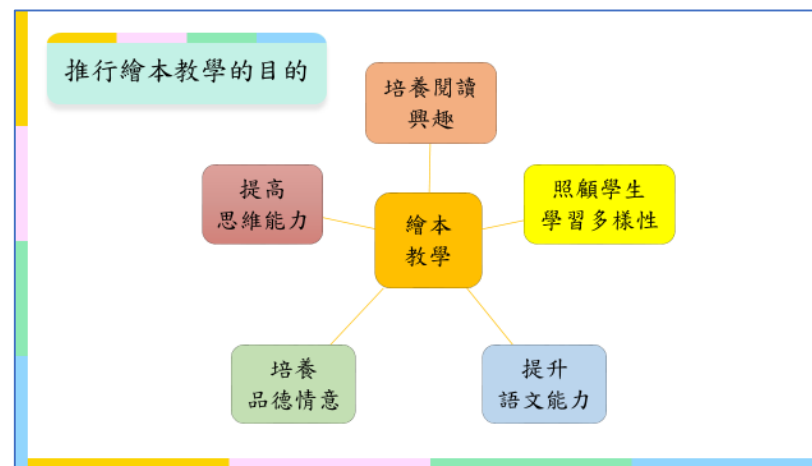 推行繪本教學的目的
培養閱讀
興趣
提高
思維能力
照顧學生
學習多樣性
繪本
教學
培養
品德情意
提升
語文能力